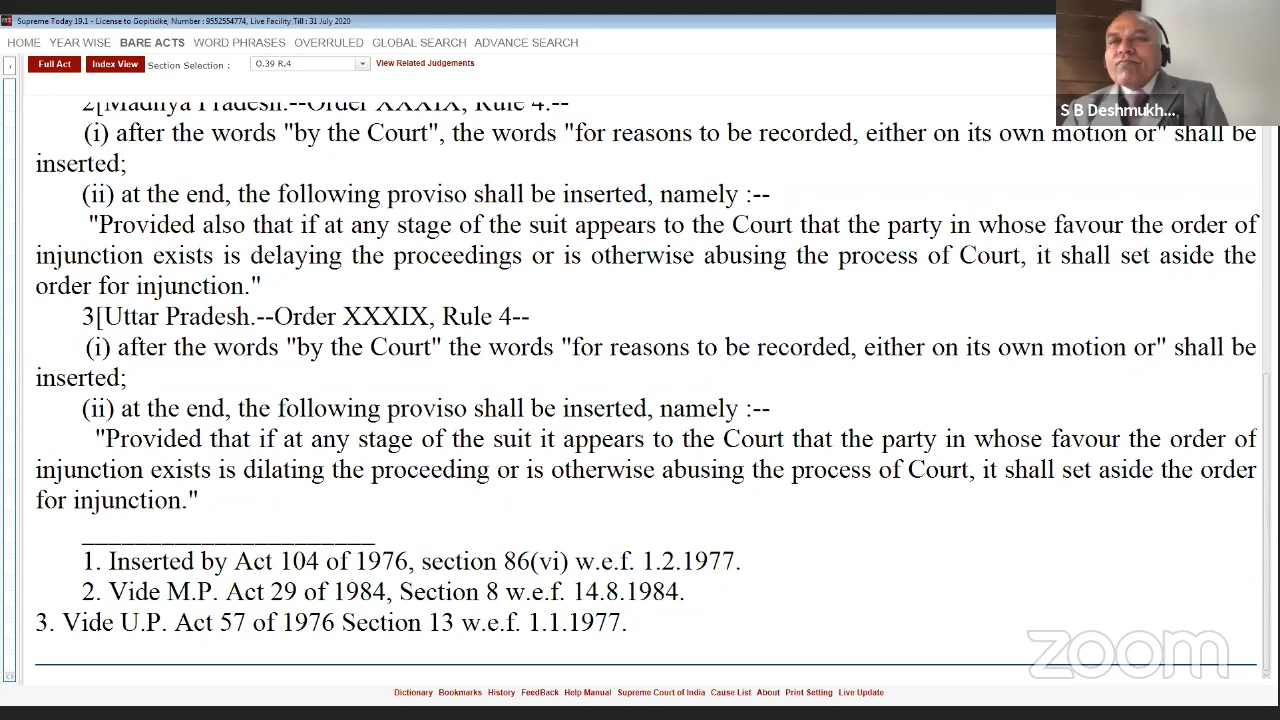 Supreme Today 19.1 - License to Gopitidke, Number : 9552554774, Live Facility Till : 31 July 2020
HOME YEAR WISE BARE ACTS WORD PHRASES OVERRULED GLOBAL SEARCH ADVANCE SEARCH
Full Act Index View Section Selection : O.39 R.4 View Related Judgements
S B Deshmukh...
2[Madhya Pradesh.--Order XXXIX, Rule 4.--
(i) after the words "by the Court", the words "for reasons to be recorded, either on its own motion or" shall be
inserted;
(ii) at the end, the following proviso shall be inserted, namely :--
"Provided also that if at any stage of the suit appears to the Court that the party in whose favour the order of
injunction exists is delaying the proceedings or is otherwise abusing the process of Court, it shall set aside the
order for injunction."
3[Uttar Pradesh.--Order XXXIX, Rule 4--
(i) after the words "by the Court" the words "for reasons to be recorded, either on its own motion or" shall be
inserted;
(ii) at the end, the following proviso shall be inserted, namely :--
"Provided that if at any stage of the suit it appears to the Court that the party in whose favour the order of
injunction exists is dilating the proceeding or is otherwise abusing the process of Court, it shall set aside the order
for injunction."
1. Inserted by Act 104 of 1976, section 86(vi) w.e.f. 1.2.1977.
2. Vide M.P. Act 29 of 1984, Section 8 w.e.f. 14.8.1984.
3. Vide U.P. Act 57 of 1976 Section 13 w.e.f. 1.1.1977.
zoom
Dictionary Bookmarks History FeedBack Help Manual Supreme Court of India Cause List About Print Setting Live Update